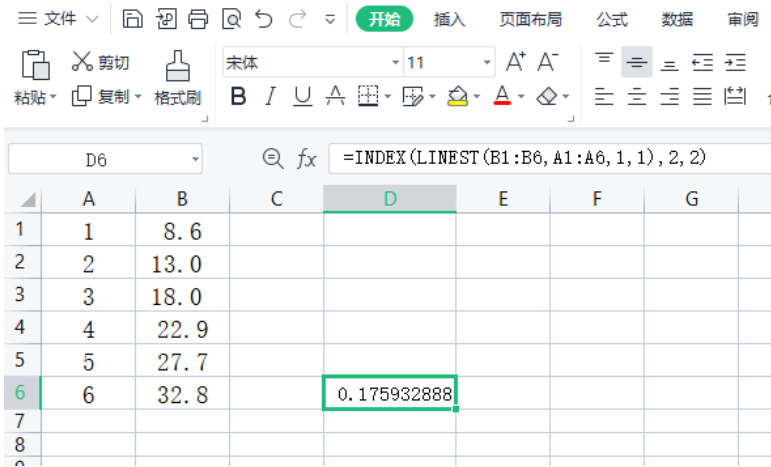 文件 开始 插入 页面布局 公式 数据 审阅
剪切 宋体 11 A+ A-
粘贴 复制 格式刷 B I U A A
D6 fx =INDEX(LINEST(B1:B6,A1:A6,1,1),2,2)
A B C D E F G
1 1 8.6
2 2 13.0
3 3 18.0
4 4 22.9
5 5 27.7
6 6 32.8 0.175932888
7
8